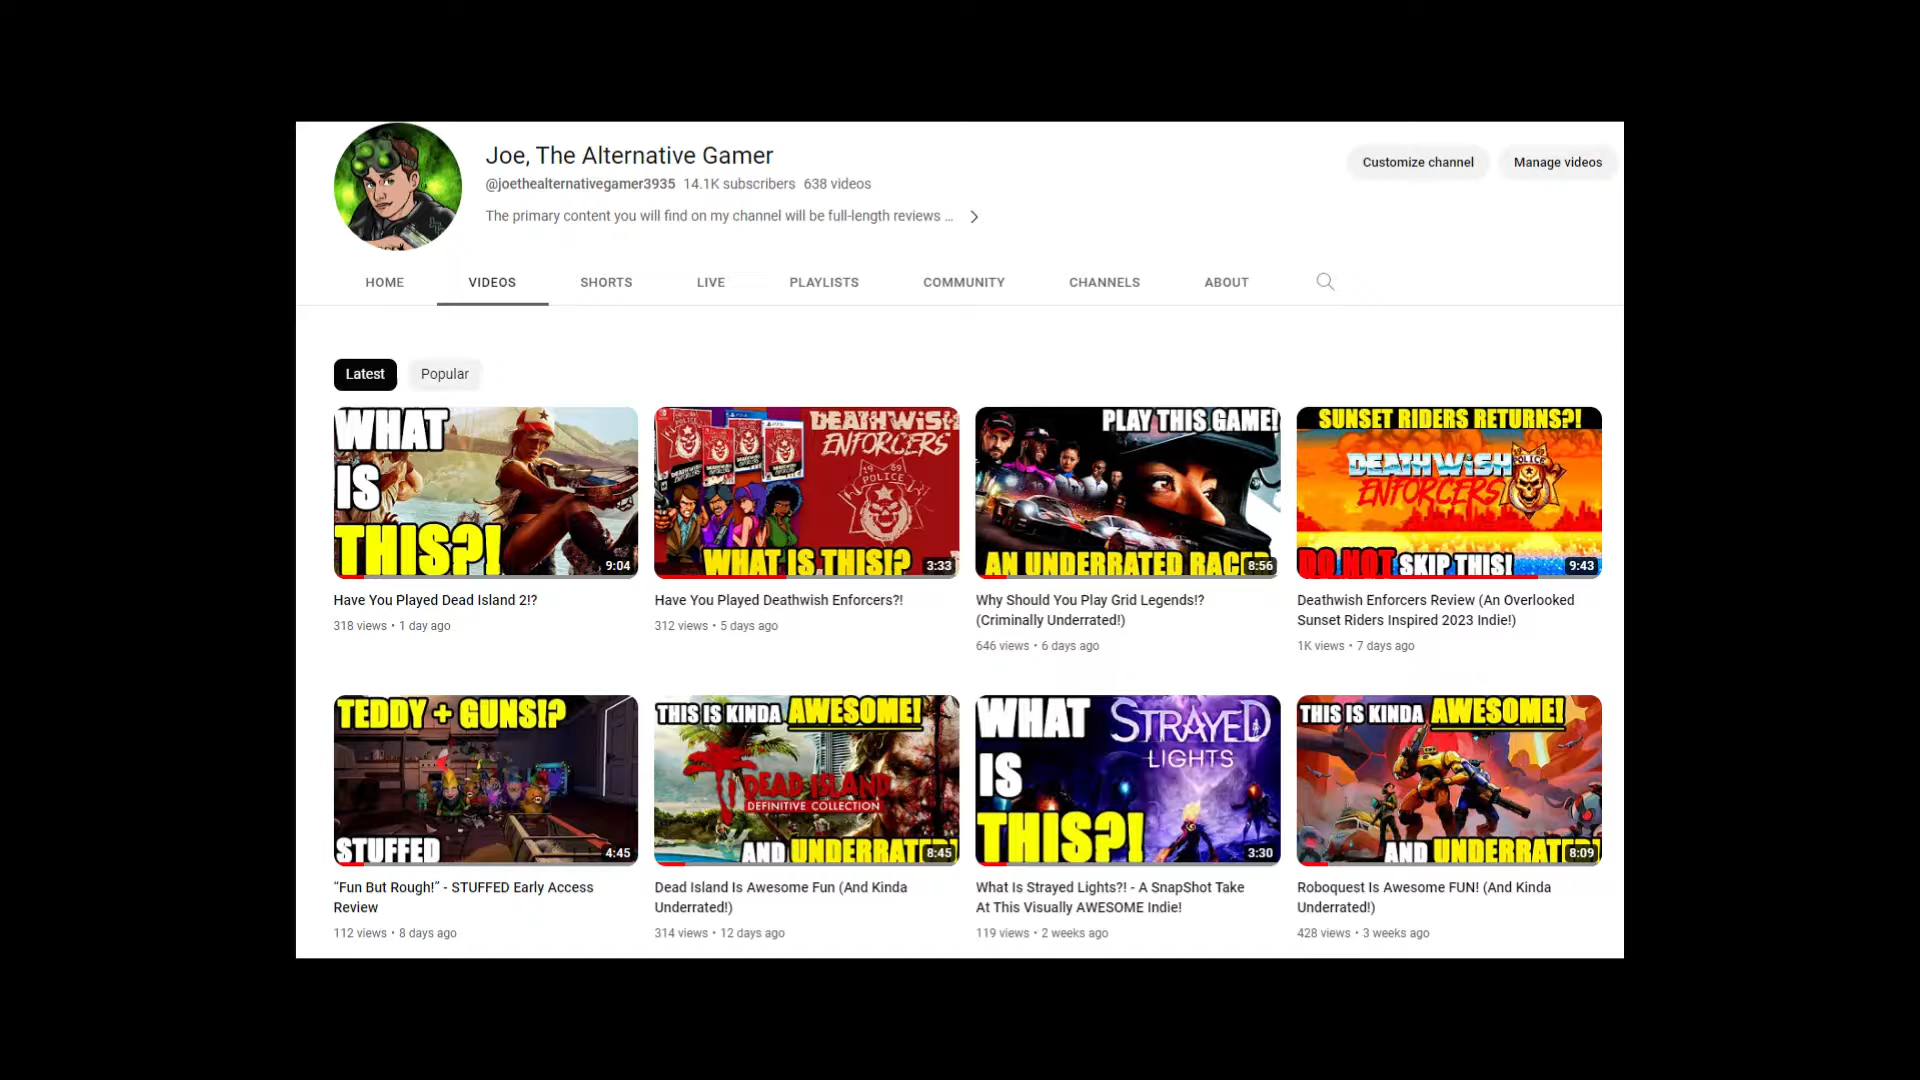 Joe, The Alternative Gamer
@joethealternativegamer3935 14.1K subscribers 638 videos
The primary content you will find on my channel will be full-length reviews ...
Customize channel
Manage videos
HOME VIDEOS SHORTS LIVE PLAYLISTS COMMUNITY CHANNELS ABOUT
Latest Popular
WHAT
IS
THIS?!
9:04
Have You Played Dead Island 2!?
318 views • 1 day ago
DEATHWISH
ENFORCERS
1969
POLICE
WHAT IS THIS!?
3:33
Have You Played Deathwish Enforcers?!
312 views • 5 days ago
PLAY THIS GAME!
AN UNDERRATED
8:56
Why Should You Play Grid Legends!?
(Criminally Underrated!)
646 views • 6 days ago
SUNSET RIDERS RETURNS?!
DEATHWISH
ENFORCERS
POLICE
DO NOT SKIP THIS!
9:43
Deathwish Enforcers Review (An Overlooked
Sunset Riders Inspired 2023 Indie!)
1K views • 7 days ago
TEDDY + GUNS!?
STUFFED
4:45
“Fun But Rough!” - STUFFED Early Access
Review
112 views • 8 days ago
THIS IS KINDA AWESOME!
DEAD ISLAND
DEFINITIVE COLLECTION
AND
8:45
Dead Island Is Awesome Fun (And Kinda
Underrated!)
314 views • 12 days ago
WHAT
IS
THIS?!
STRAYED
LIGHTS
3:30
What Is Strayed Lights?! - A SnapShot Take
At This Visually AWESOME Indie!
119 views • 2 weeks ago
THIS IS KINDA AWESOME!
AND
8:09
Roboquest Is Awesome FUN! (And Kinda
Underrated!)
428 views • 3 weeks ago